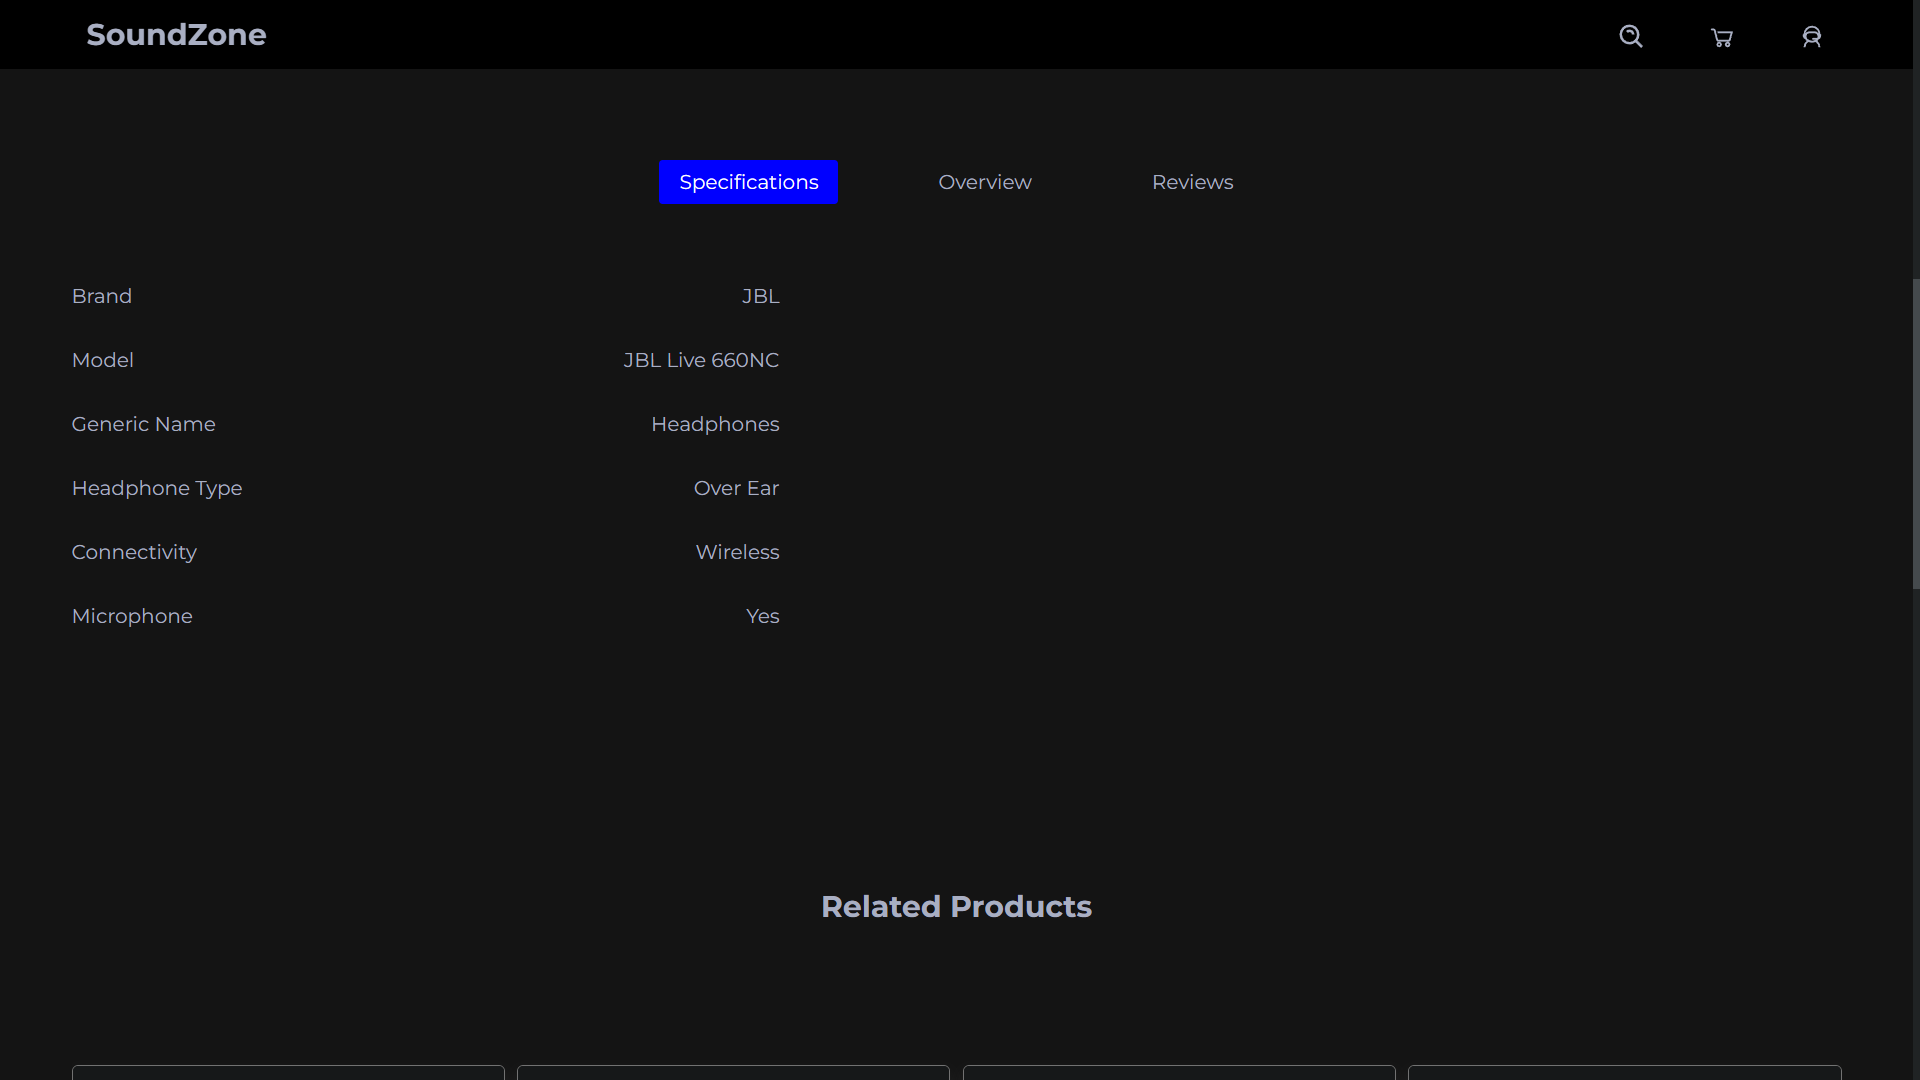 SoundZone
Specifications Overview Reviews
Brand JBL
Model JBL Live 660NC
Generic Name Headphones
Headphone Type Over Ear
Connectivity Wireless
Microphone Yes
Related Products